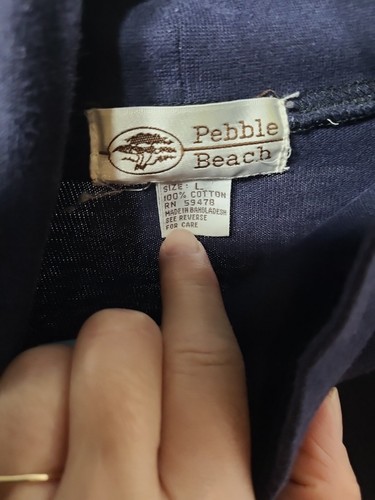 Pebble
Beach
SIZE: L
100% COTTON
RN 59478
MADE IN BANGLADESH
SEE REVERSE
FOR CARE